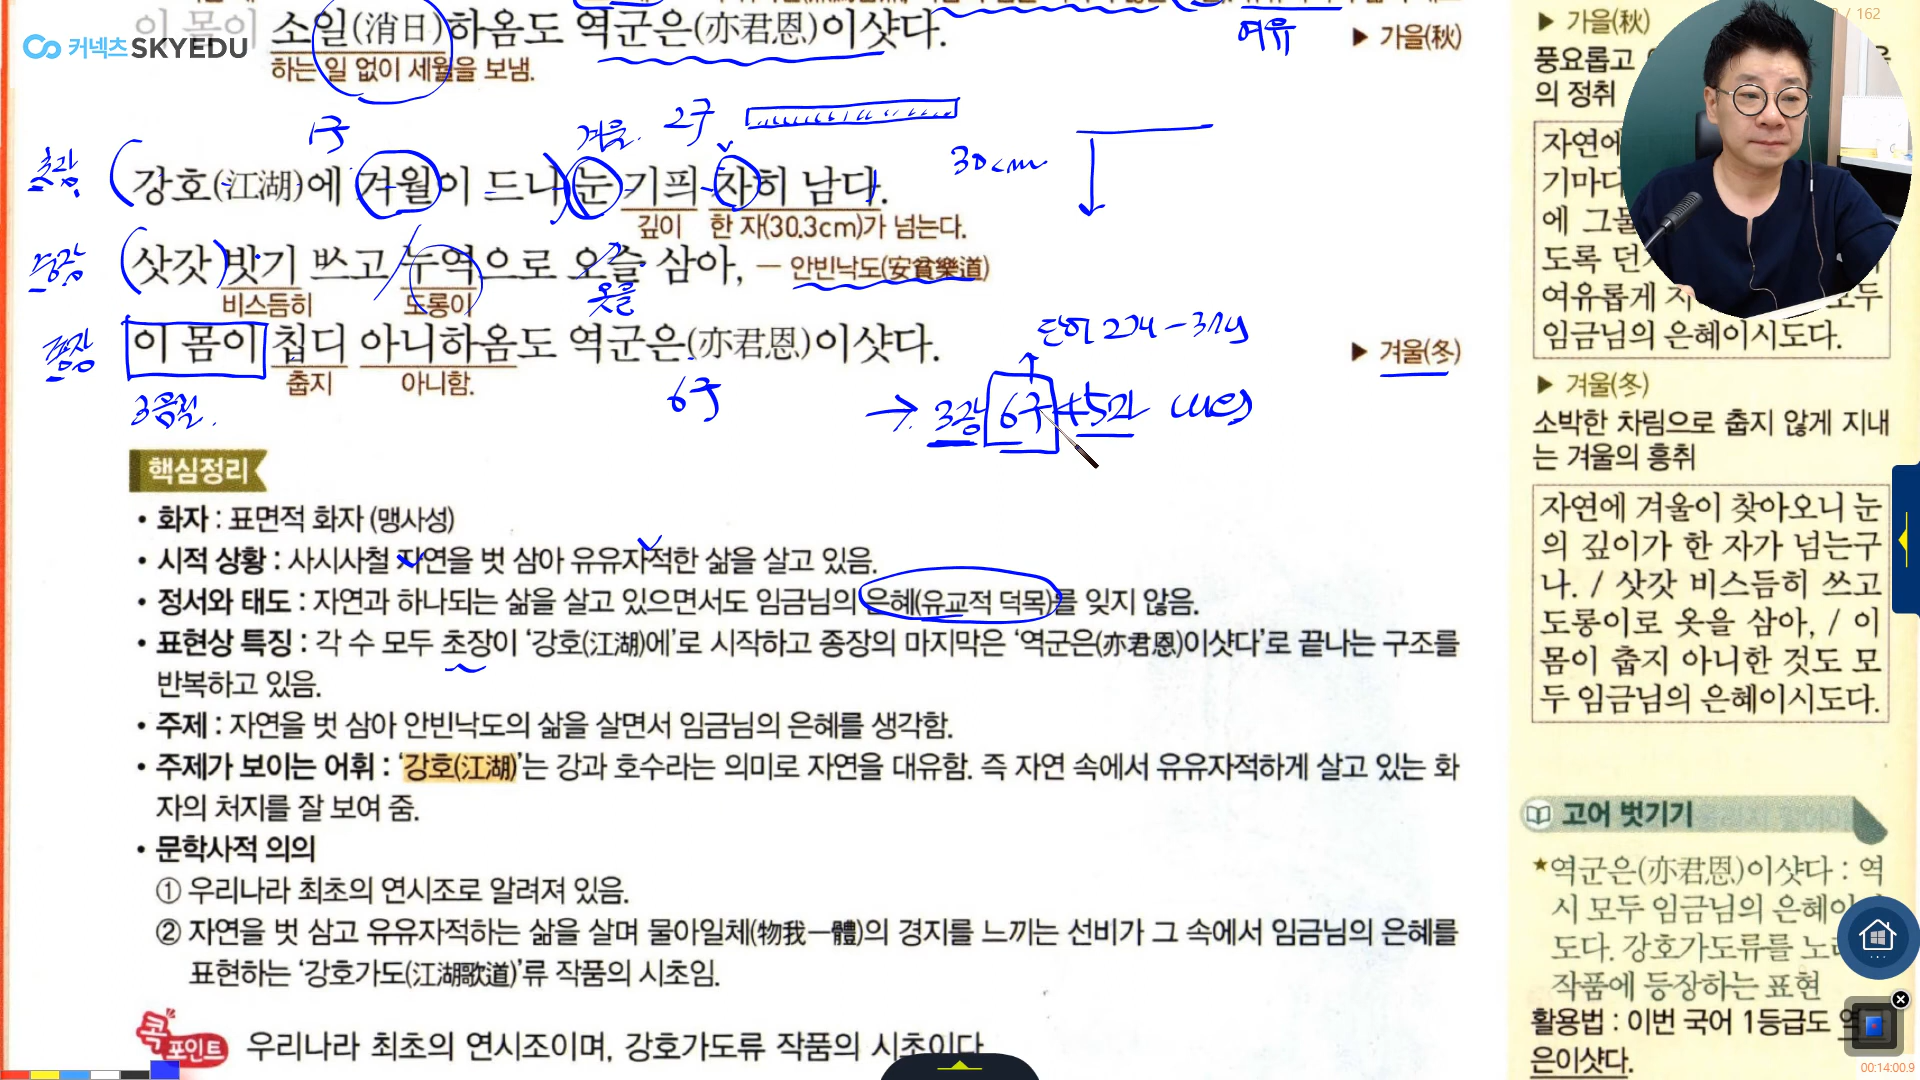 이 몸이 소일(消日)하옴도 역군은(亦君恩)이샷다.
하는 일 없이 세월을 보냄.
여유
▶ 가을(秋)
커넥츠 SKYEDU
1구
겨울.
2구
30cm
초장
강호(江湖)에 겨월이 드니 눈 기픠 자히 남다.
깊이
한 자(30.3cm)가 넘는다.
중장
삿갓 빗기 쓰고 누역으로 오슬 삼아, — 안빈낙도(安貧樂道)
비스듬히
도롱이
옷을
종장
이 몸이 칩디 아니하옴도 역군은(亦君恩)이샷다.
춥지
아니함.
▶ 겨울(冬)
3음절.
6구
단어 2개-3개
→ 3장 6구
핵심정리
• 화자 : 표면적 화자 (맹사성)
• 시적 상황 : 사시사철 자연을 벗 삼아 유유자적한 삶을 살고 있음.
• 정서와 태도 : 자연과 하나되는 삶을 살고 있으면서도 임금님의 은혜(유교적 덕목)를 잊지 않음.
• 표현상 특징 : 각 수 모두 초장이 ‘강호(江湖)에’로 시작하고 종장의 마지막은 ‘역군은(亦君恩)이샷다’로 끝나는 구조를
반복하고 있음.
• 주제 : 자연을 벗 삼아 안빈낙도의 삶을 살면서 임금님의 은혜를 생각함.
• 주제가 보이는 어휘 : ‘강호(江湖)’는 강과 호수라는 의미로 자연을 대유함. 즉 자연 속에서 유유자적하게 살고 있는 화
자의 처지를 잘 보여 줌.
• 문학사적 의의
① 우리나라 최초의 연시조로 알려져 있음.
② 자연을 벗 삼고 유유자적하는 삶을 살며 물아일체(物我一體)의 경지를 느끼는 선비가 그 속에서 임금님의 은혜를
표현하는 ‘강호가도(江湖歌道)’류 작품의 시초임.
콕 포인트
우리나라 최초의 연시조이며, 강호가도류 작품의 시초이다
/ 162
▶ 가을(秋)
풍요롭고
의 정취
자연에
기마다
에 그물
도록 던
여유롭게
임금님의 은혜이시도다.
▶ 겨울(冬)
소박한 차림으로 춥지 않게 지내
는 겨울의 흥취
자연에 겨울이 찾아오니 눈
의 깊이가 한 자가 넘는구
나. / 삿갓 비스듬히 쓰고
도롱이로 옷을 삼아, / 이
몸이 춥지 아니한 것도 모
두 임금님의 은혜이시도다.
고어 벗기기
★역군은(亦君恩)이샷다 : 역
시 모두 임금님의 은혜이
도다. 강호가도류를 노
작품에 등장하는 표현
활용법 : 이번 국어 1등급도 역
은이샷다.
00:14:00.9